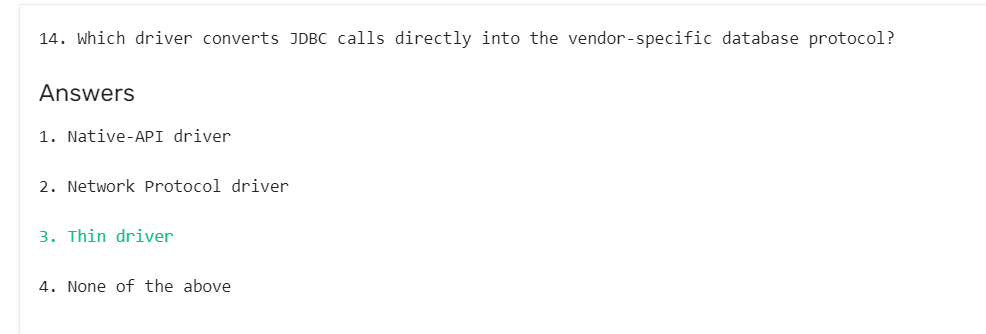 14. Which driver converts JDBC calls directly into the vendor-specific database protocol?
Answers
1. Native-API driver
2. Network Protocol driver
3. Thin driver
4. None of the above